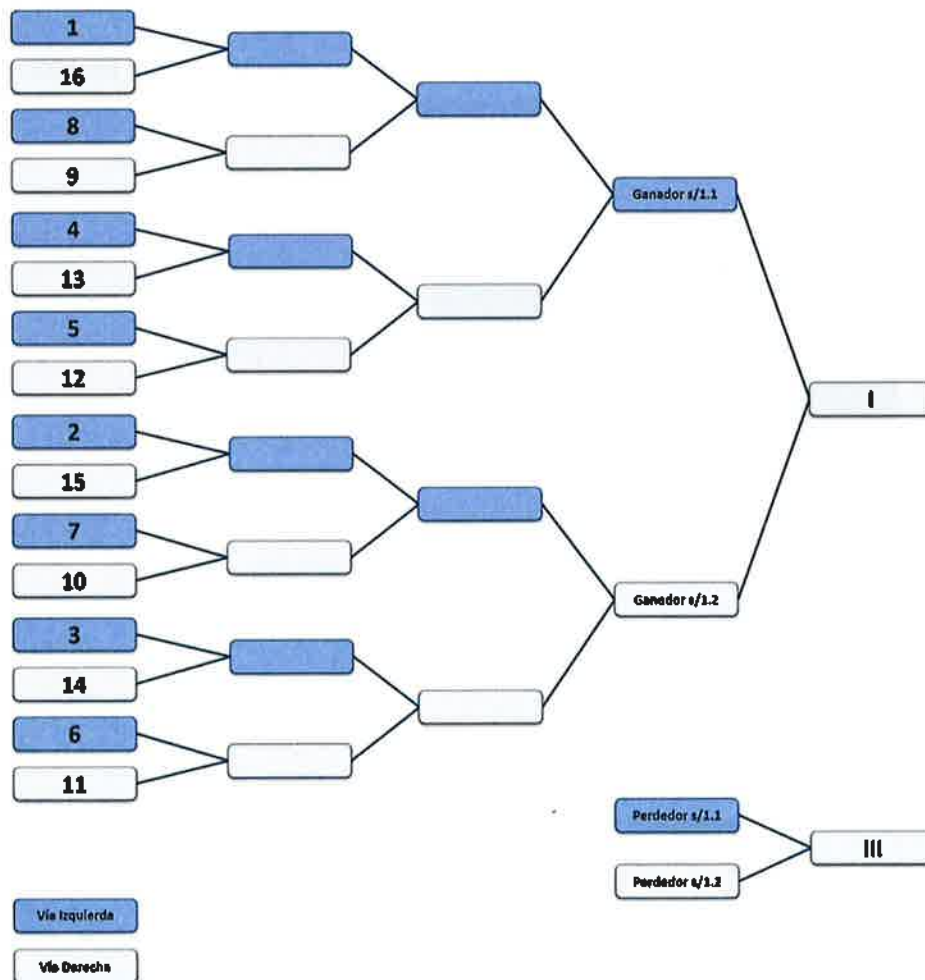 1
16
8
9
4
13
5
12
2
15
7
10
3
14
6
11
Ganador s/1.1
Ganador s/1.2
I
Perdedor s/1.1
Perdedor s/1.2
III
Vía Izquierda
Vía Derecha